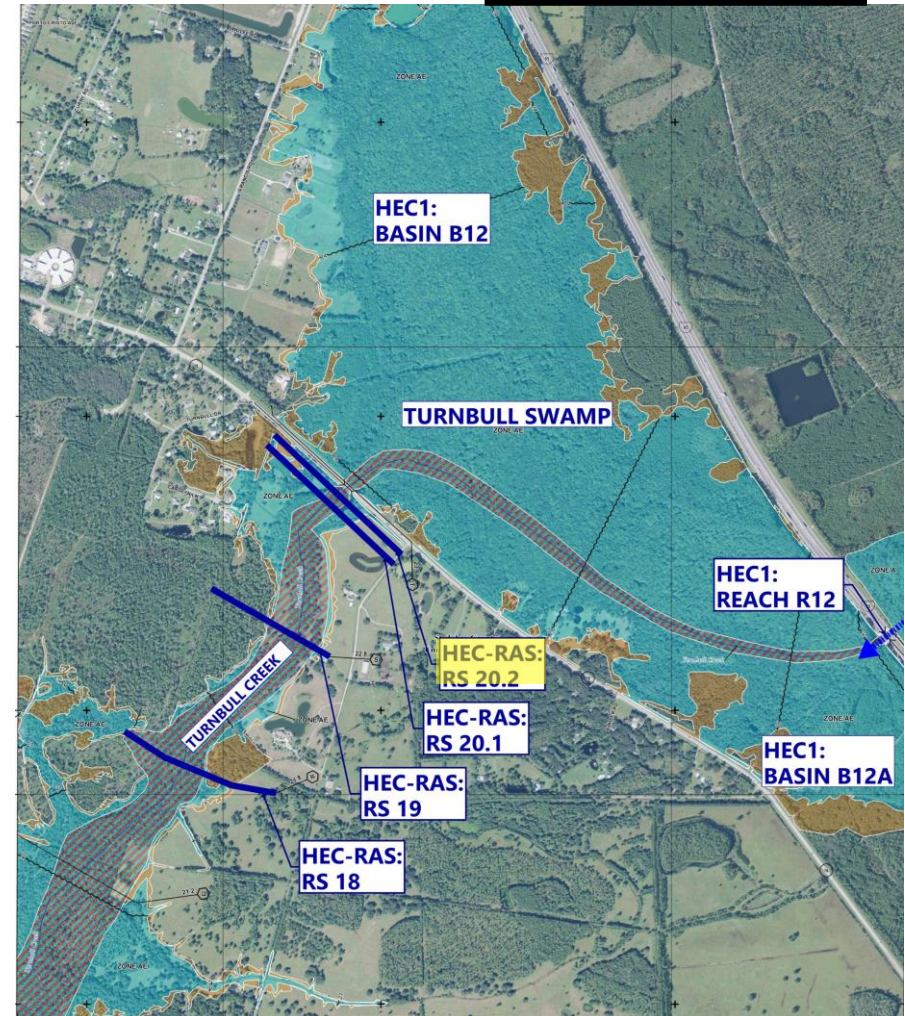 ZONE AE
HEC1:
BASIN B12
TURNBULL SWAMP
ZONE AE
ZONE AE
HEC1:
REACH R12
ZONE A
HEC-RAS:
RS 20.2
TURNBULL CREEK
ZONE AE
ZONE AE
HEC-RAS:
RS 20.1
ZONE AE
HEC1:
BASIN B12A
HEC-RAS:
RS 19
HEC-RAS:
RS 18
ZONE AE